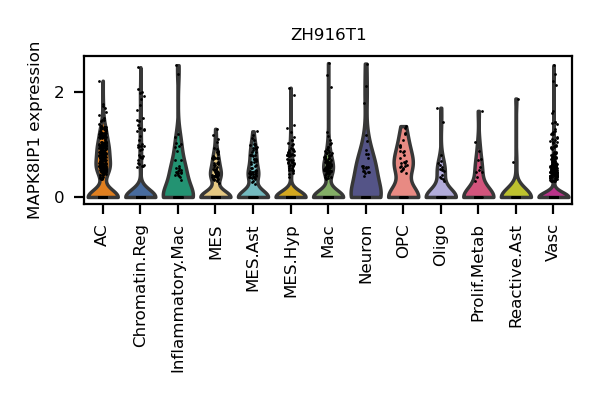 ZH916T1
MAPK8IP1 expression
2
0
AC
Chromatin.Reg
Inflammatory.Mac
MES
MES.Ast
MES.Hyp
Mac
Neuron
OPC
Oligo
Prolif.Metab
Reactive.Ast
Vasc